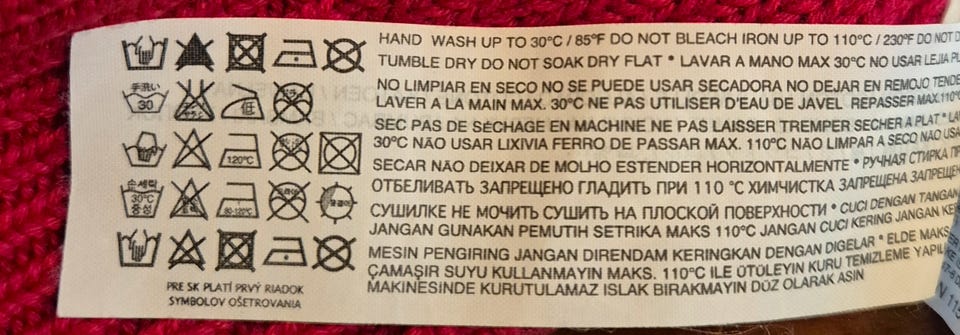 HAND WASH UP TO 30°C / 85°F DO NOT BLEACH IRON UP TO 110°C / 230°F DO NOT
TUMBLE DRY DO NOT SOAK DRY FLAT * LAVAR A MANO MAX 30°C NO USAR LEJIA
NO LIMPIAR EN SECO NO SE PUEDE USAR SECADORA NO DEJAR EN REMOJO
LAVER A LA MAIN MAX. 30°C NE PAS UTILISER D'EAU DE JAVEL REPASSER MAX.110°C
SEC PAS DE SÉCHAGE EN MACHINE NE PAS LAISSER TREMPER SECHER A PLAT *
30°C NÃO USAR LIXIVIA FERRO DE PASSAR MAX. 110°C NÃO LIMPAR A SECO NÃO
SECAR NÃO DEIXAR DE MOLHO ESTENDER HORIZONTALMENTE * РУЧНАЯ СТИРКА
ОТБЕЛИВАТЬ ЗАПРЕЩЕНО ГЛАДИТЬ ПРИ 110 °C ХИМЧИСТКА ЗАПРЕЩЕНА
СУШИЛКЕ НЕ МОЧИТЬ СУШИТЬ НА ПЛОСКОЙ ПОВЕРХНОСТИ * CUCI DENGAN TANGAN
JANGAN GUNAKAN PEMUTIH SETRIKA MAKS 110°C JANGAN CUCI KERING JANGAN
MESIN PENGIRING JANGAN DIRENDAM KERINGKAN DENGAN DIGELAR * ELDE MAKS
ÇAMAŞIR SUYU KULLANMAYIN MAKS. 110°C ILE ÜTÜLEYIN KURU TEMIZLEME
MAKINESINDE KURUTULAMAZ ISLAK BIRAKMAYIN DÜZ OLARAK ASIN
手洗い
30
120°C
손세탁
30°C
중성
80-120°C
PRE SK PLATÍ PRVÝ RIADOK
SYMBOLOV OŠETROVANIA